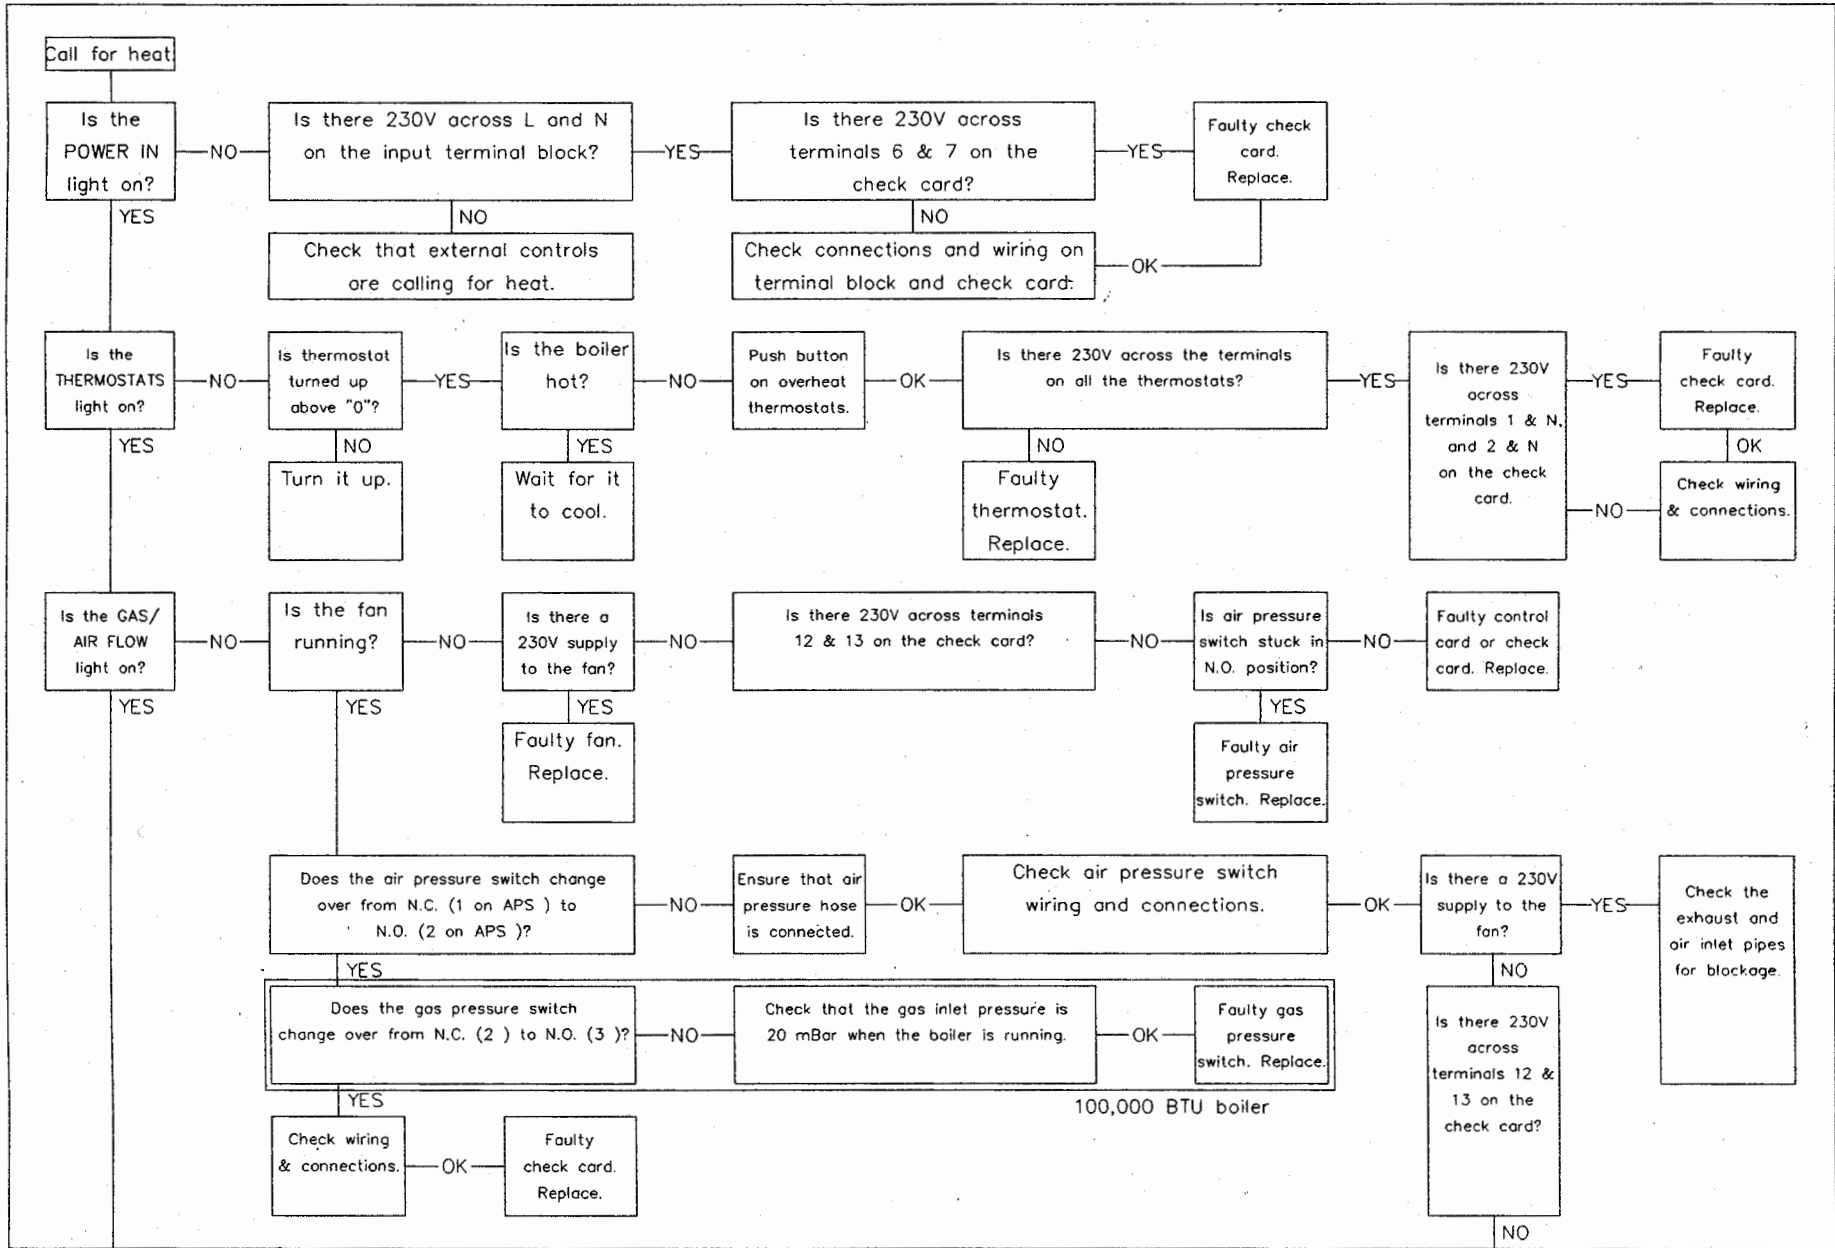 Call for heat
Is the
POWER IN
light on?
NO
Is there 230V across L and N
on the input terminal block?
YES
Is there 230V across
terminals 6 & 7 on the
check card?
YES
Faulty check
card.
Replace.
YES
NO
NO
Check that external controls
are calling for heat.
Check connections and wiring on
terminal block and check card.
OK
Is the
THERMOSTATS
light on?
NO
Is thermostat
turned up
above "0"?
YES
Is the boiler
hot?
NO
Push button
on overheat
thermostats.
OK
Is there 230V across the terminals
on all the thermostats?
YES
Is there 230V
across
terminals 1 & N,
and 2 & N
on the check
card.
YES
Faulty
check card.
Replace.
YES
NO
YES
NO
OK
Turn it up.
Wait for it
to cool.
Faulty
thermostat.
Replace.
NO
Check wiring
& connections.
Is the GAS/
AIR FLOW
light on?
NO
Is the fan
running?
NO
Is there a
230V supply
to the fan?
NO
Is there 230V across terminals
12 & 13 on the check card?
NO
Is air pressure
switch stuck in
N.O. position?
NO
Faulty control
card or check
card. Replace.
YES
YES
YES
YES
Faulty fan.
Replace.
Faulty air
pressure
switch. Replace.
Does the air pressure switch change
over from N.C. (1 on APS ) to
N.O. (2 on APS )?
NO
Ensure that air
pressure hose
is connected.
OK
Check air pressure switch
wiring and connections.
OK
Is there a 230V
supply to the
fan?
YES
Check the
exhaust and
air inlet pipes
for blockage.
YES
NO
Does the gas pressure switch
change over from N.C. (2 ) to N.O. (3 )?
NO
Check that the gas inlet pressure is
20 mBar when the boiler is running.
OK
Faulty gas
pressure
switch. Replace.
Is there 230V
across
terminals 12 &
13 on the
check card?
YES
100,000 BTU boiler
Check wiring
& connections.
OK
Faulty
check card.
Replace.
NO